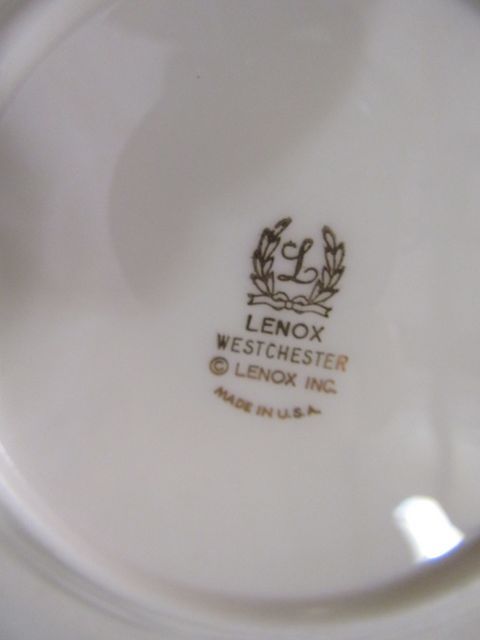 L
LENOX
WESTCHESTER
© LENOX INC.
MADE IN U.S.A.